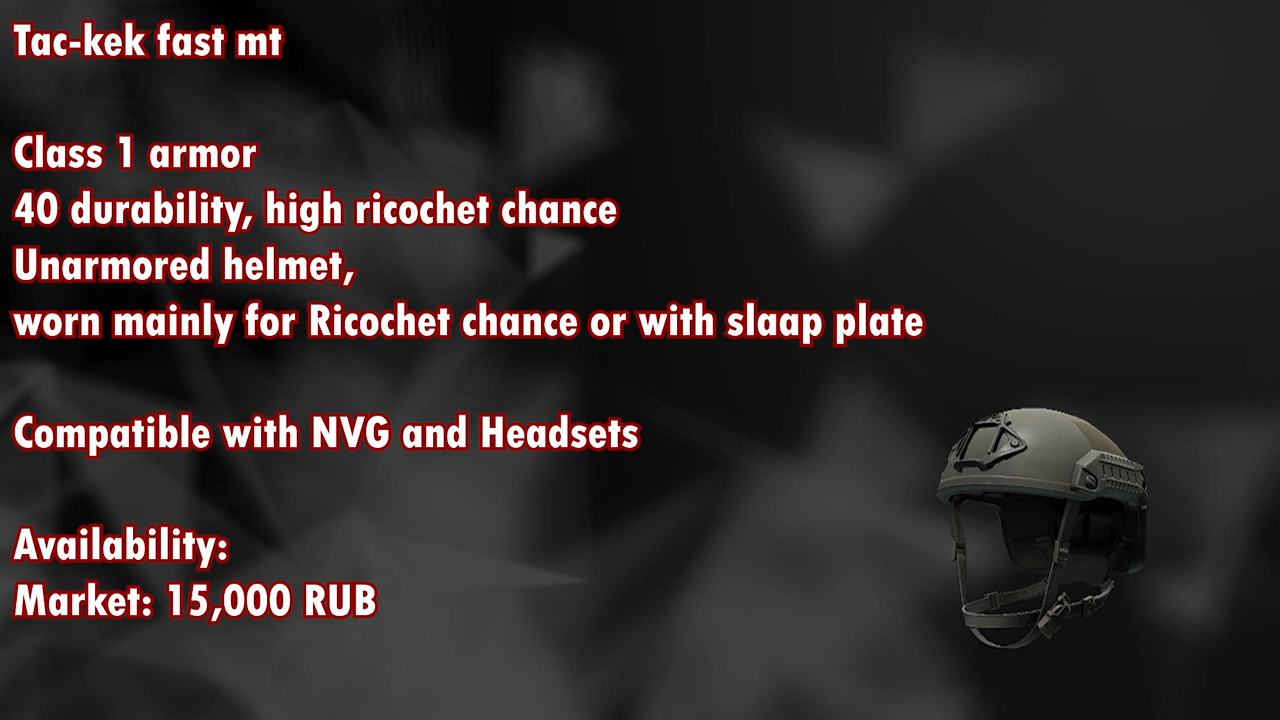 Tac-kek fast mt
Class 1 armor
40 durability, high ricochet chance
Unarmored helmet,
worn mainly for Ricochet chance or with slaap plate
Compatible with NVG and Headsets
Availability:
Market: 15,000 RUB